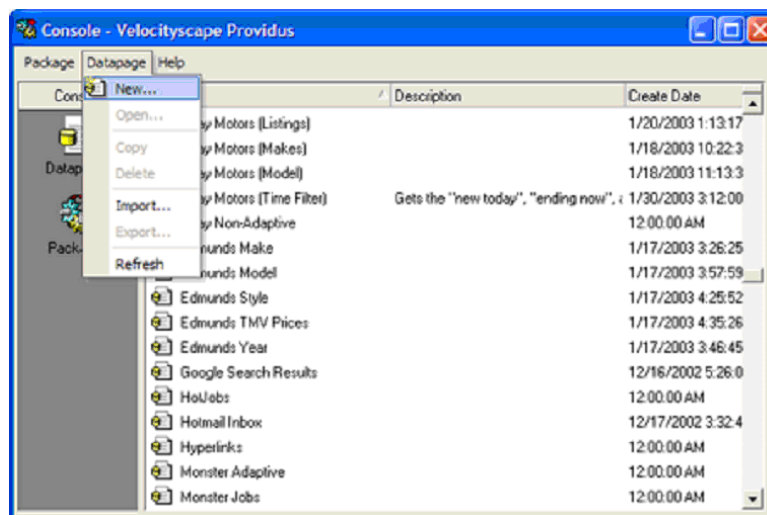 Console - Velocityscape Providus
Package Datapage Help
Cons Description Create Date
New...
Open...
Copy
Delete
Import...
Export...
Refresh
Datap
Pack
y Motors (Listings) 1/20/2003 1:13:17
y Motors (Makes) 1/18/2003 10:22:3
y Motors (Model) 1/18/2003 11:13:3
y Motors (Time Filter) Gets the "new today", "ending now", 1/30/2003 3:12:00
y Non-Adaptive 12:00:00 AM
munds Make 1/17/2003 3:26:25
munds Model 1/17/2003 3:57:59
Edmunds Style 1/17/2003 4:25:52
Edmunds TMV Prices 1/17/2003 4:35:26
Edmunds Year 1/17/2003 3:46:45
Google Search Results 12/16/2002 5:26:0
HotJobs 12:00:00 AM
Hotmail Inbox 12/17/2002 3:32:4
Hyperlinks 12:00:00 AM
Monster Adaptive 12:00:00 AM
Monster Jobs 12:00:00 AM